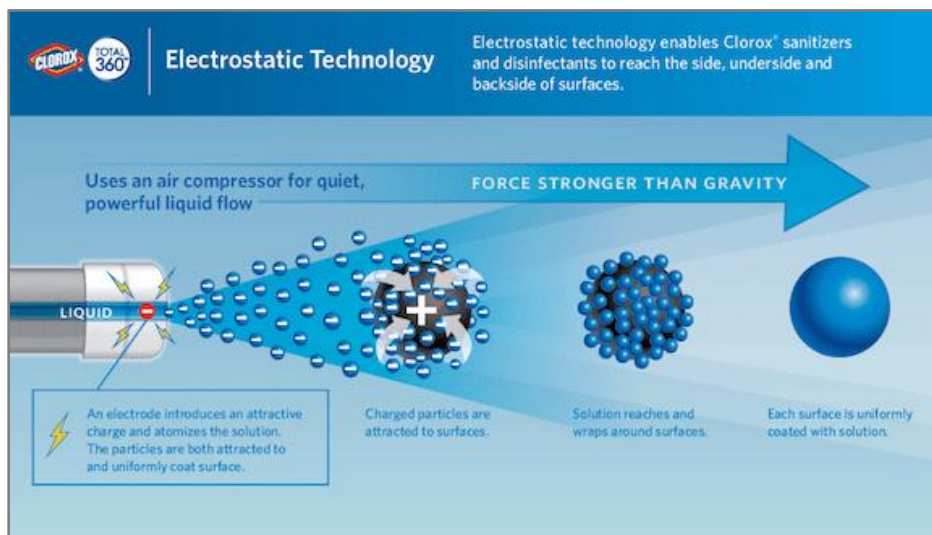 CLOROX
TOTAL
360
Electrostatic Technology
Electrostatic technology enables Clorox® sanitizers
and disinfectants to reach the side, underside and
backside of surfaces.
Uses an air compressor for quiet,
powerful liquid flow
FORCE STRONGER THAN GRAVITY
LIQUID
An electrode introduces an attractive
charge and atomizes the solution.
The particles are both attracted to
and uniformly coat surface.
Charged particles are
attracted to surfaces.
Solution reaches and
wraps around surfaces.
Each surface is uniformly
coated with solution.